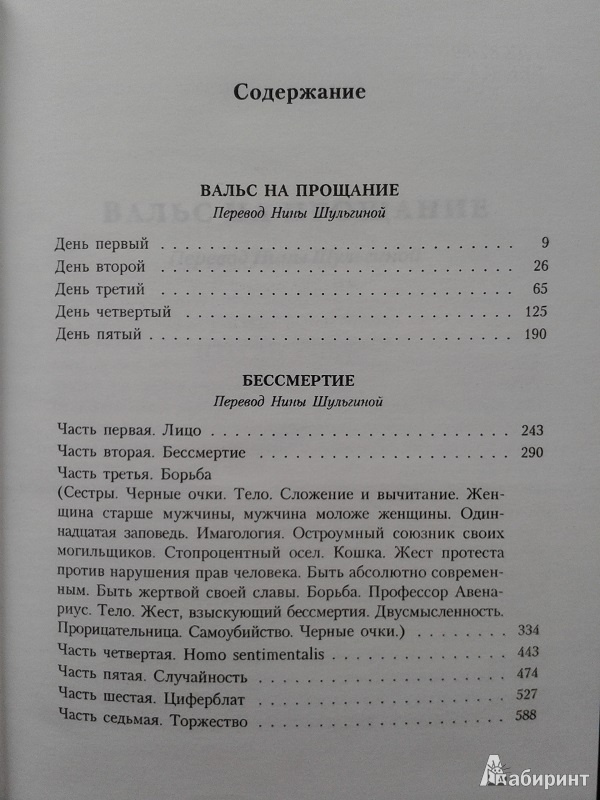 Содержание
ВАЛЬС НА ПРОЩАНИЕ
Перевод Нины Шульгиной
День первый . . . . . . . . . . . . . . . . . . . . . . . . . . . . 9
День второй . . . . . . . . . . . . . . . . . . . . . . . . . . . . 26
День третий . . . . . . . . . . . . . . . . . . . . . . . . . . . . 65
День четвертый . . . . . . . . . . . . . . . . . . . . . . . . . . 125
День пятый . . . . . . . . . . . . . . . . . . . . . . . . . . . . 190
БЕССМЕРТИЕ
Перевод Нины Шульгиной
Часть первая. Лицо . . . . . . . . . . . . . . . . . . . . . . . 243
Часть вторая. Бессмертие . . . . . . . . . . . . . . . . . . . . 290
Часть третья. Борьба
(Сестры. Черные очки. Тело. Сложение и вычитание. Жен-
щина старше мужчины, мужчина моложе женщины. Один-
надцатая заповедь. Имагология. Остроумный союзник своих
могильщиков. Стопроцентный осел. Кошка. Жест протеста
против нарушения прав человека. Быть абсолютно современ-
ным. Быть жертвой своей славы. Борьба. Профессор Авена-
риус. Тело. Жест, взыскующий бессмертия. Двусмысленность.
Прорицательница. Самоубийство. Черные очки.) . . . . . . . 334
Часть четвертая. Homo sentimentalis . . . . . . . . . . . . . . 443
Часть пятая. Случайность . . . . . . . . . . . . . . . . . . . . 474
Часть шестая. Циферблат . . . . . . . . . . . . . . . . . . . . 527
Часть седьмая. Торжество . . . . . . . . . . . . . . . . . . . . 588
Лабиринт